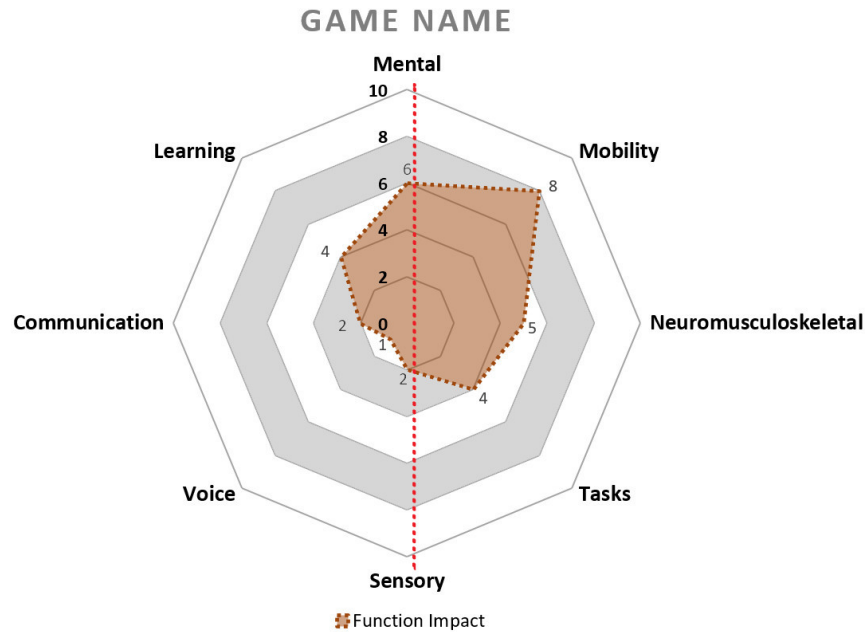 GAME NAME
Mental
10
Learning
Mobility
8
6
8
6
4
4
2
Communication
0
Neuromusculoskeletal
2
5
1
2
4
Voice
Tasks
Sensory
Function Impact